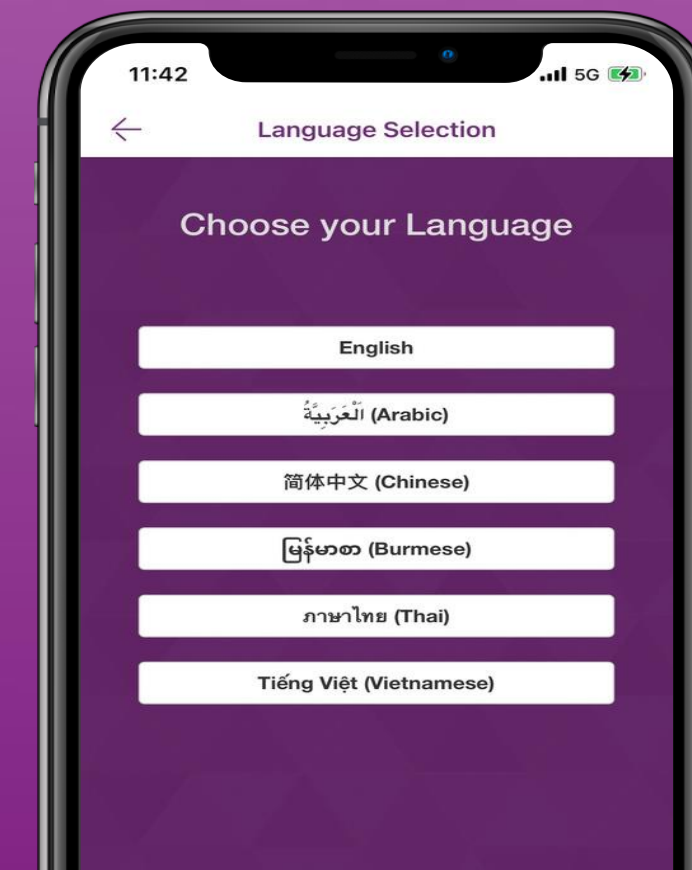 11:42
5G
Language Selection
Choose your Language
English
اَلْعَرَبِيَّةُ (Arabic)
简体中文 (Chinese)
မြန်မာစာ (Burmese)
ภาษาไทย (Thai)
Tiếng Việt (Vietnamese)